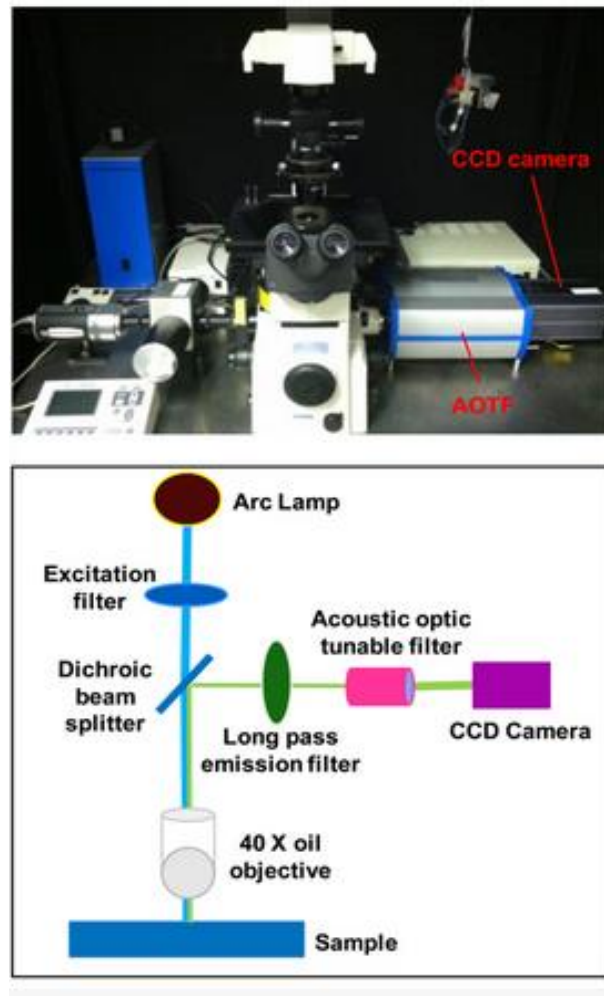 CCD camera
AOTF
Arc Lamp
Excitation
filter
Acoustic optic
tunable filter
Dichroic
beam
splitter
CCD Camera
Long pass
emission filter
40 X oil
objective
Sample